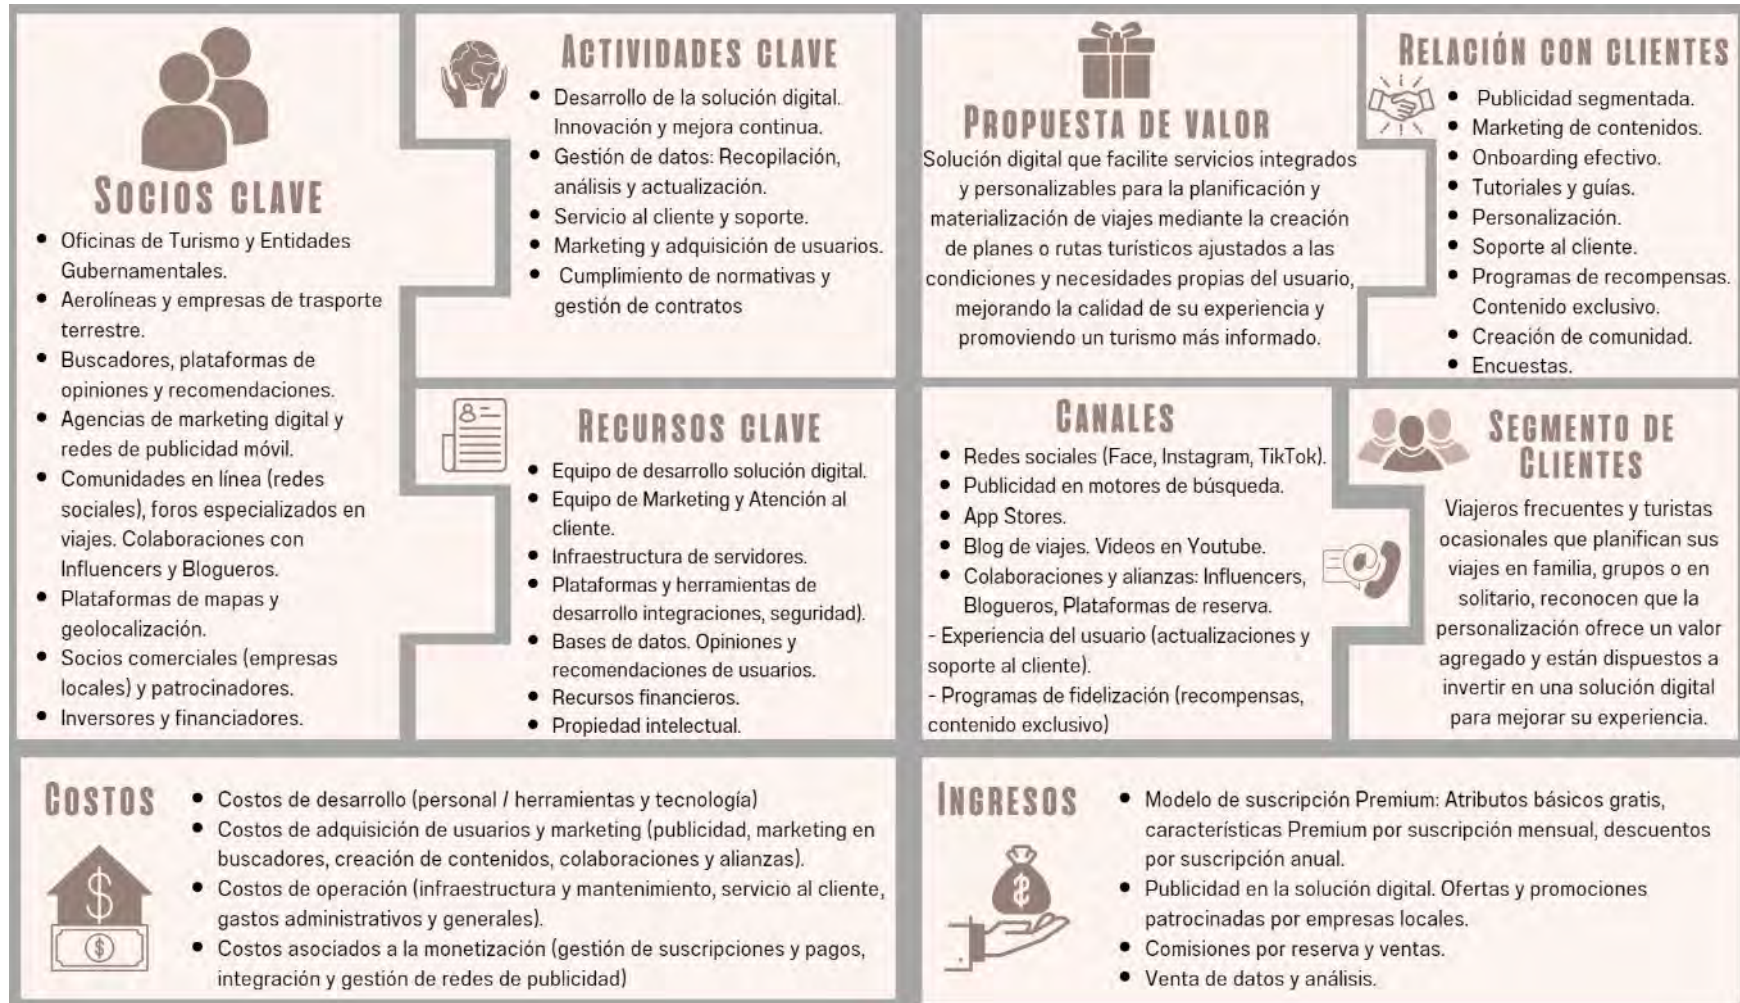 SOCIOS CLAVE
Oficinas de Turismo y Entidades
Gubernamentales.
Aerolíneas y empresas de trasporte
terrestre.
Buscadores, plataformas de
opiniones y recomendaciones.
Agencias de marketing digital y
redes de publicidad móvil.
Comunidades en línea (redes
sociales), foros especializados en
viajes. Colaboraciones con
Influencers y Blogueros.
Plataformas de mapas y
geolocalización.
Socios comerciales (empresas
locales) y patrocinadores.
Inversores y financiadores.
ACTIVIDADES CLAVE
Desarrollo de la solución digital.
Innovación y mejora continua.
Gestión de datos: Recopilación,
análisis y actualización.
Servicio al cliente y soporte.
Marketing y adquisición de usuarios.
Cumplimiento de normativas y
gestión de contratos
RECURSOS CLAVE
Equipo de desarrollo solución digital.
Equipo de Marketing y Atención al
cliente.
Infraestructura de servidores.
Plataformas y herramientas de
desarrollo integraciones, seguridad).
Bases de datos. Opiniones y
recomendaciones de usuarios.
Recursos financieros.
Propiedad intelectual.
PROPUESTA DE VALOR
Solución digital que facilite servicios integrados
y personalizables para la planificación y
materialización de viajes mediante la creación
de planes o rutas turísticos ajustados a las
condiciones y necesidades propias del usuario,
mejorando la calidad de su experiencia y
promoviendo un turismo más informado.
RELACIÓN CON CLIENTES
Publicidad segmentada.
Marketing de contenidos.
Onboarding efectivo.
Tutoriales y guías.
Personalización.
Soporte al cliente.
Programas de recompensas.
Contenido exclusivo.
Creación de comunidad.
Encuestas.
CANALES
Redes sociales (Face, Instagram, TikTok).
Publicidad en motores de búsqueda.
App Stores.
Blog de viajes. Videos en Youtube.
Colaboraciones y alianzas: Influencers,
Blogueros, Plataformas de reserva.
- Experiencia del usuario (actualizaciones y
soporte al cliente).
- Programas de fidelización (recompensas,
contenido exclusivo)
SEGMENTO DE
CLIENTES
Viajeros frecuentes y turistas
ocasionales que planifican sus
viajes en familia, grupos o en
solitario, reconocen que la
personalización ofrece un valor
agregado y están dispuestos a
invertir en una solución digital
para mejorar su experiencia.
COSTOS
Costos de desarrollo (personal / herramientas y tecnología)
Costos de adquisición de usuarios y marketing (publicidad, marketing en
buscadores, creación de contenidos, colaboraciones y alianzas).
Costos de operación (infraestructura y mantenimiento, servicio al cliente,
gastos administrativos y generales).
Costos asociados a la monetización (gestión de suscripciones y pagos,
integración y gestión de redes de publicidad)
INGRESOS
Modelo de suscripción Premium: Atributos básicos gratis,
características Premium por suscripción mensual, descuentos
por suscripción anual.
Publicidad en la solución digital. Ofertas y promociones
patrocinadas por empresas locales.
Comisiones por reserva y ventas.
Venta de datos y análisis.